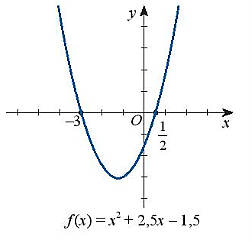 y
−3 O 1/2 x
f(x) = x² + 2,5x − 1,5